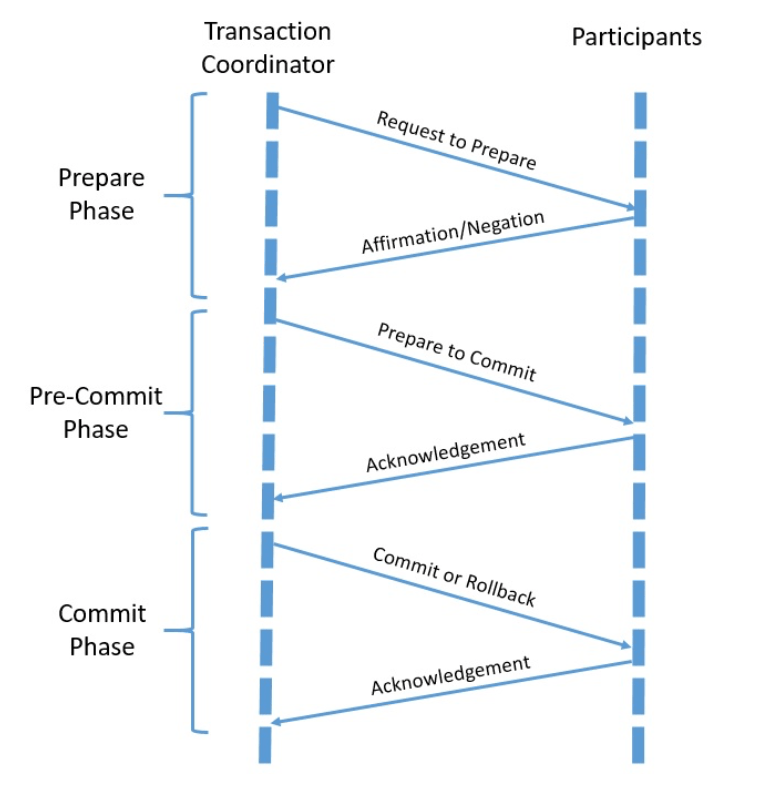 Transaction
Coordinator
Participants
Prepare
Phase
Request to Prepare
Affirmation/Negation
Pre-Commit
Phase
Prepare to Commit
Acknowledgement
Commit
Phase
Commit or Rollback
Acknowledgement